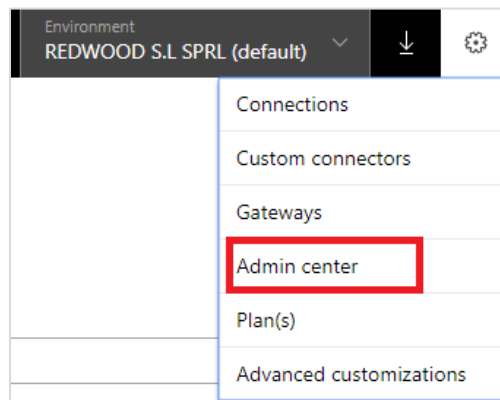 Environment
REDWOOD S.L SPRL (default)
Connections
Custom connectors
Gateways
Admin center
Plan(s)
Advanced customizations